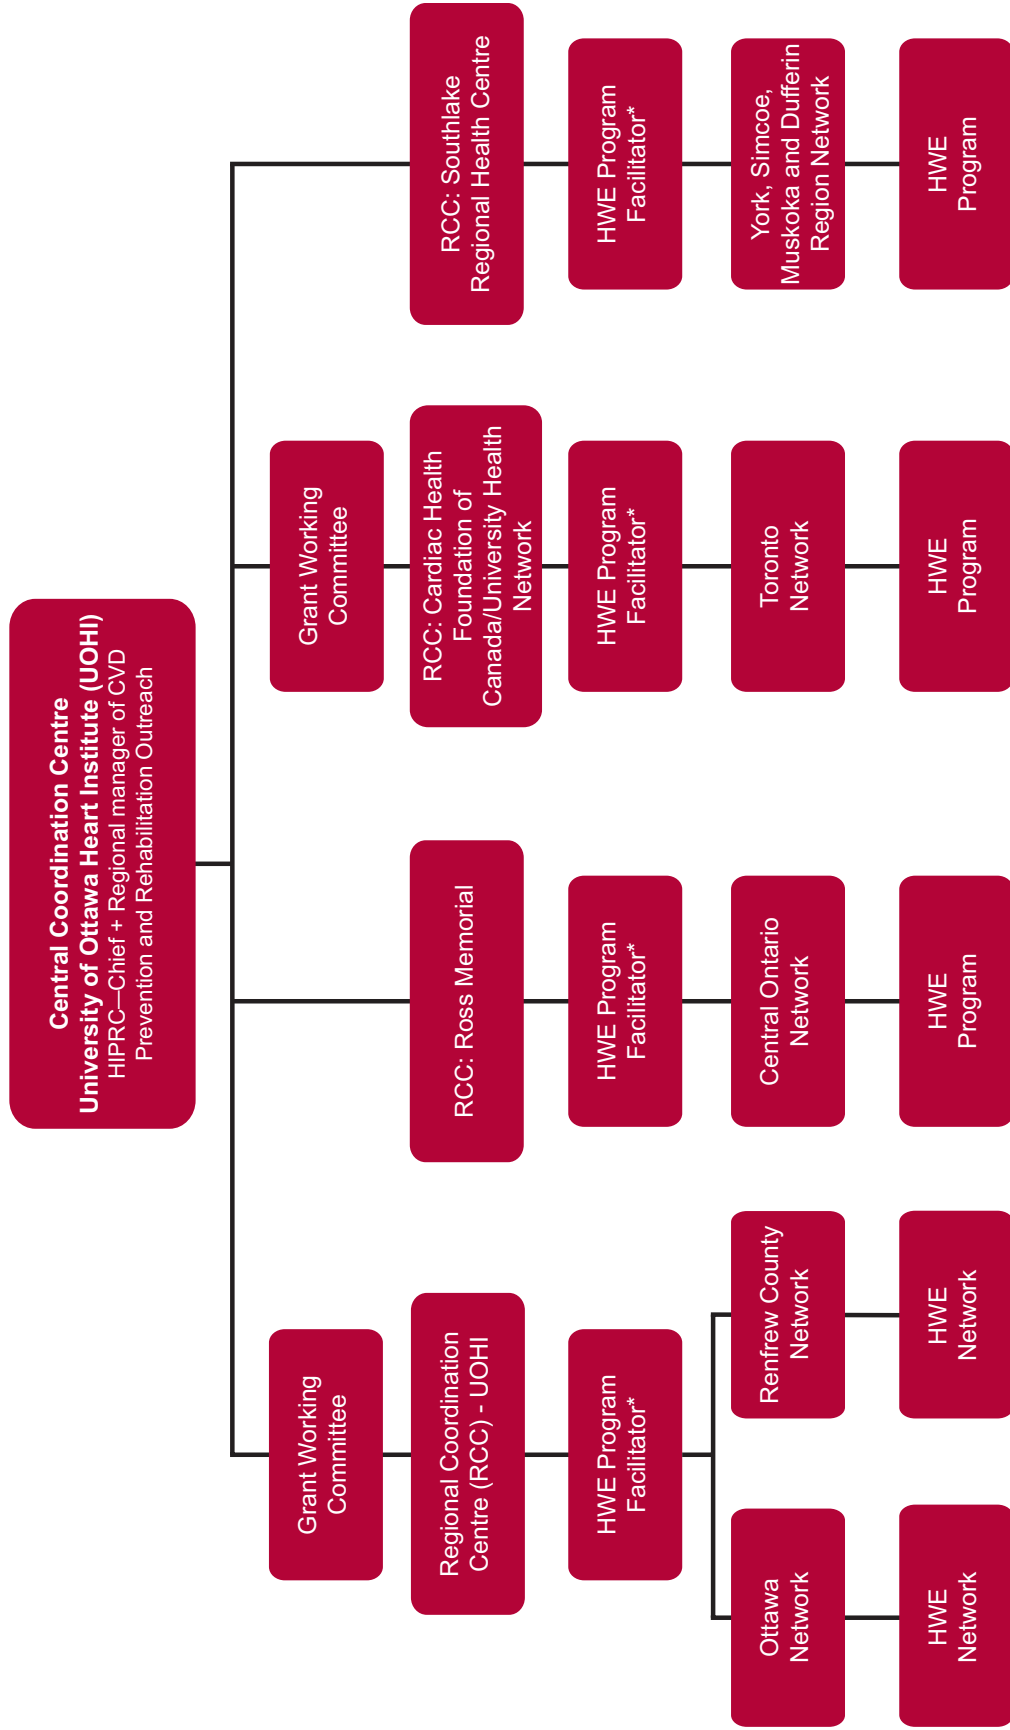 Central Coordination Centre
University of Ottawa Heart Institute (UOHI)
HIPRC—Chief + Regional manager of CVD
Prevention and Rehabilitation Outreach
Grant Working
Committee
Regional Coordination
Centre (RCC) - UOHI
HWE Program
Facilitator*
Ottawa
Network
HWE
Network
Renfrew County
Network
HWE
Network
RCC: Ross Memorial
HWE Program
Facilitator*
Central Ontario
Network
HWE
Program
Grant Working
Committee
RCC: Cardiac Health
Foundation of
Canada/University Health
Network
HWE Program
Facilitator*
Toronto
Network
HWE
Program
RCC: Southlake
Regional Health Centre
HWE Program
Facilitator*
York, Simcoe,
Muskoka and Dufferin
Region Network
HWE
Program